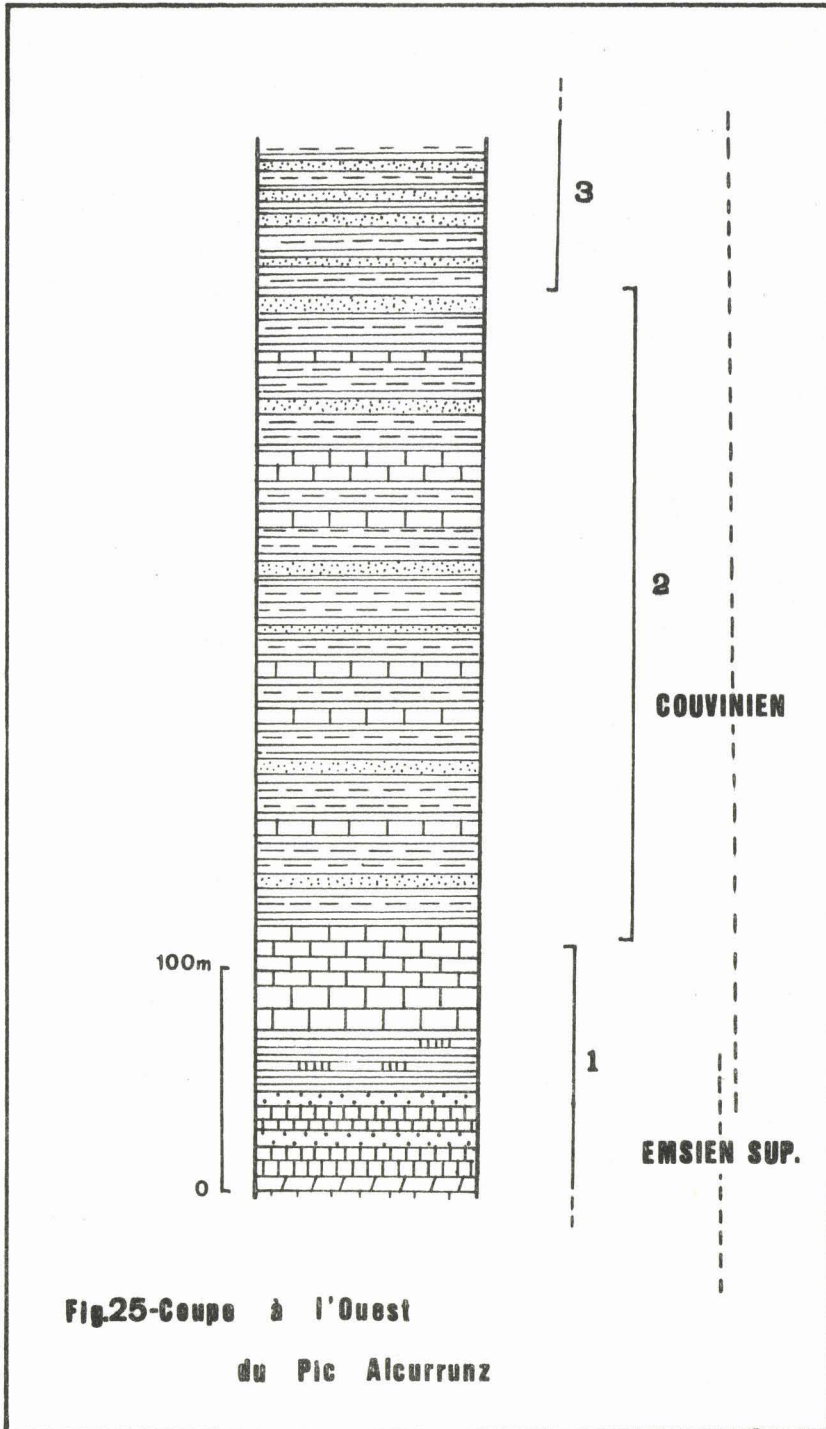 3
2
COUVINIEN
100m
1
EMSIEN SUP.
0
Fig.25-Coupe à l'Ouest
du Pic Alcurrunz